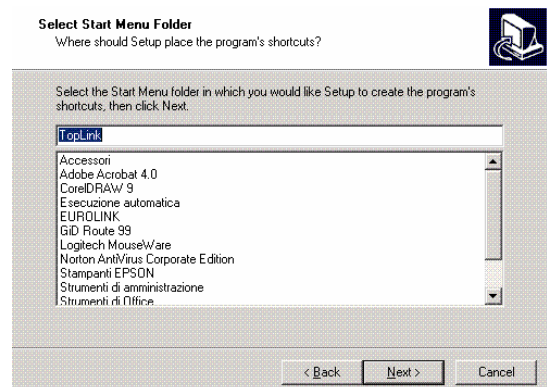 Select Start Menu Folder
Where should Setup place the program's shortcuts?
Select the Start Menu folder in which you would like Setup to create the program's
shortcuts, then click Next.
TopLink
Accessori
Adobe Acrobat 4.0
CorelDRAW 9
Esecuzione automatica
EUROLINK
GiD Route 99
Logitech MouseWare
Norton AntiVirus Corporate Edition
Stampanti EPSON
Strumenti di amministrazione
Strumenti di Office
< Back Next > Cancel